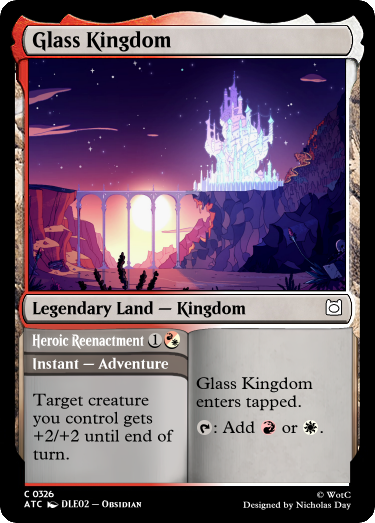 Glass Kingdom
Legendary Land — Kingdom
Heroic Reenactment 1
Instant — Adventure
Target creature
you control gets
+2/+2 until end of
turn.
Glass Kingdom
enters tapped.
: Add or .
C 0326
ATC DLE02 – Obsidian
© WotC
Designed by Nicholas Day